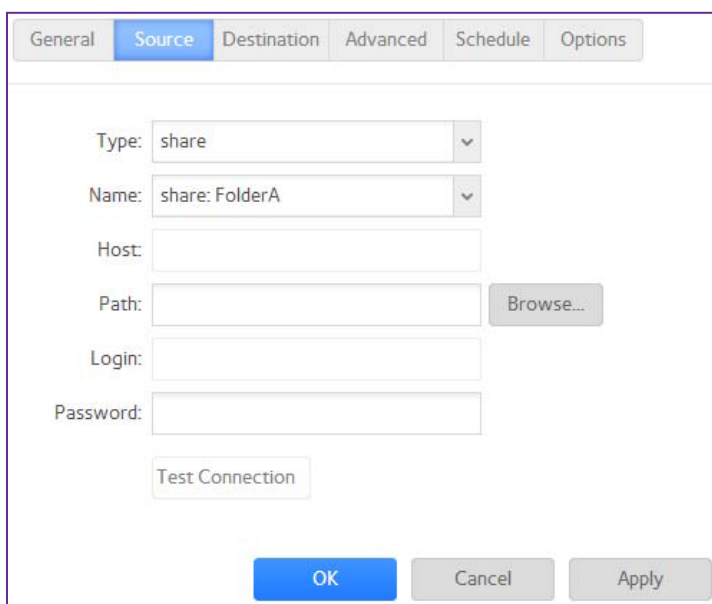 General Source Destination Advanced Schedule Options
Type: share
Name: share: FolderA
Host:
Path: Browse...
Login:
Password:
Test Connection
OK Cancel Apply